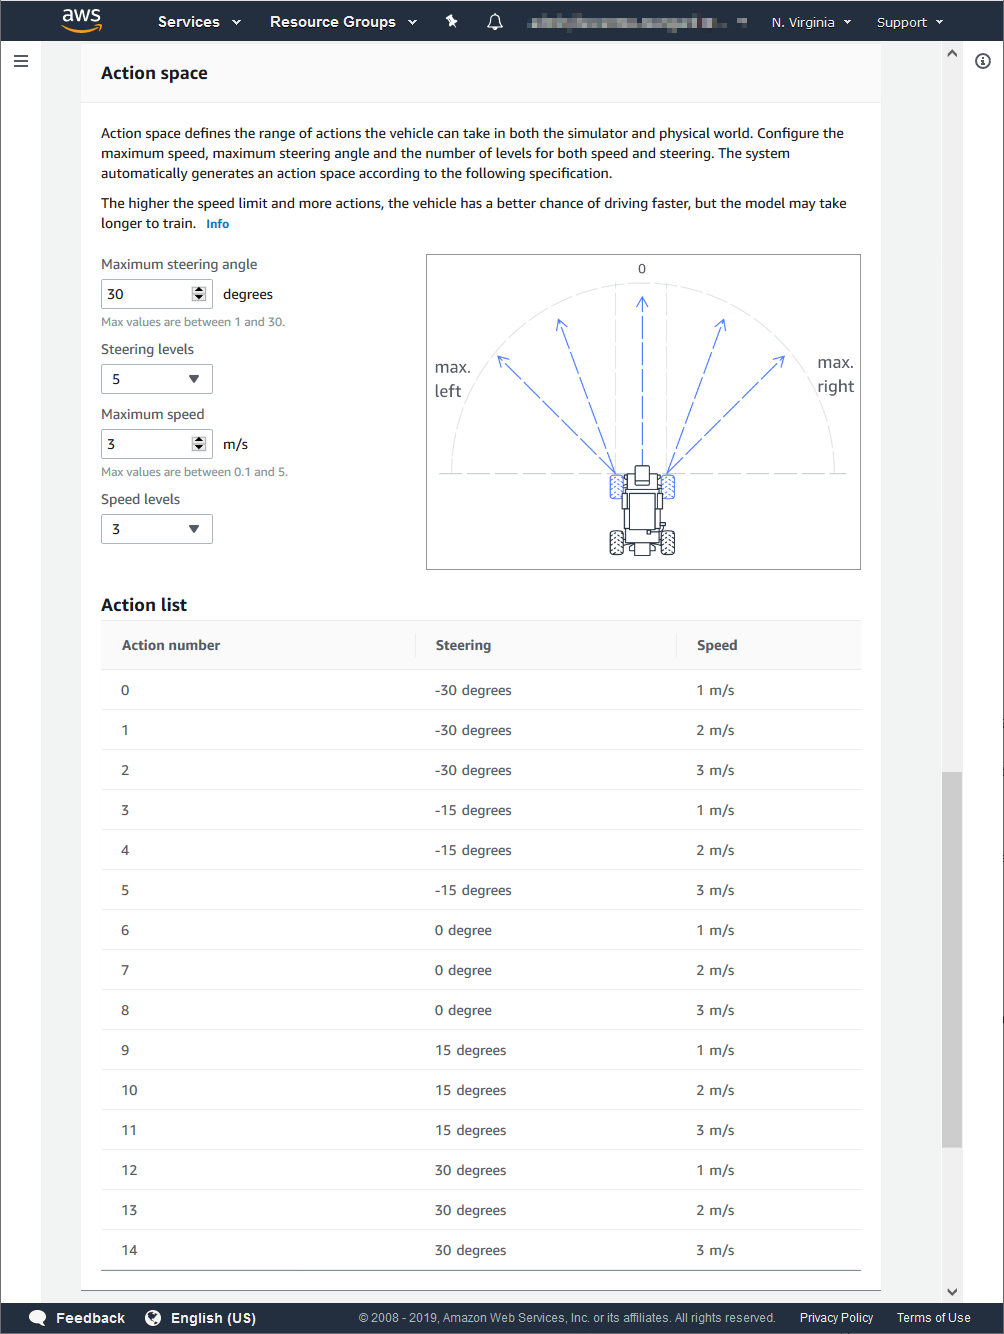 aws Services Resource Groups N. Virginia Support
Action space
Action space defines the range of actions the vehicle can take in both the simulator and physical world. Configure the
maximum speed, maximum steering angle and the number of levels for both speed and steering. The system
automatically generates an action space according to the following specification.
The higher the speed limit and more actions, the vehicle has a better chance of driving faster, but the model may take
longer to train. Info
Maximum steering angle
30 degrees
Max values are between 1 and 30.
Steering levels
5
Maximum speed
3 m/s
Max values are between 0.1 and 5.
Speed levels
3
0
max.
left
max.
right
Action list
Action number Steering Speed
0 -30 degrees 1 m/s
1 -30 degrees 2 m/s
2 -30 degrees 3 m/s
3 -15 degrees 1 m/s
4 -15 degrees 2 m/s
5 -15 degrees 3 m/s
6 0 degree 1 m/s
7 0 degree 2 m/s
8 0 degree 3 m/s
9 15 degrees 1 m/s
10 15 degrees 2 m/s
11 15 degrees 3 m/s
12 30 degrees 1 m/s
13 30 degrees 2 m/s
14 30 degrees 3 m/s
Feedback English (US) © 2008 - 2019, Amazon Web Services, Inc. or its affiliates. All rights reserved. Privacy Policy Terms of Use